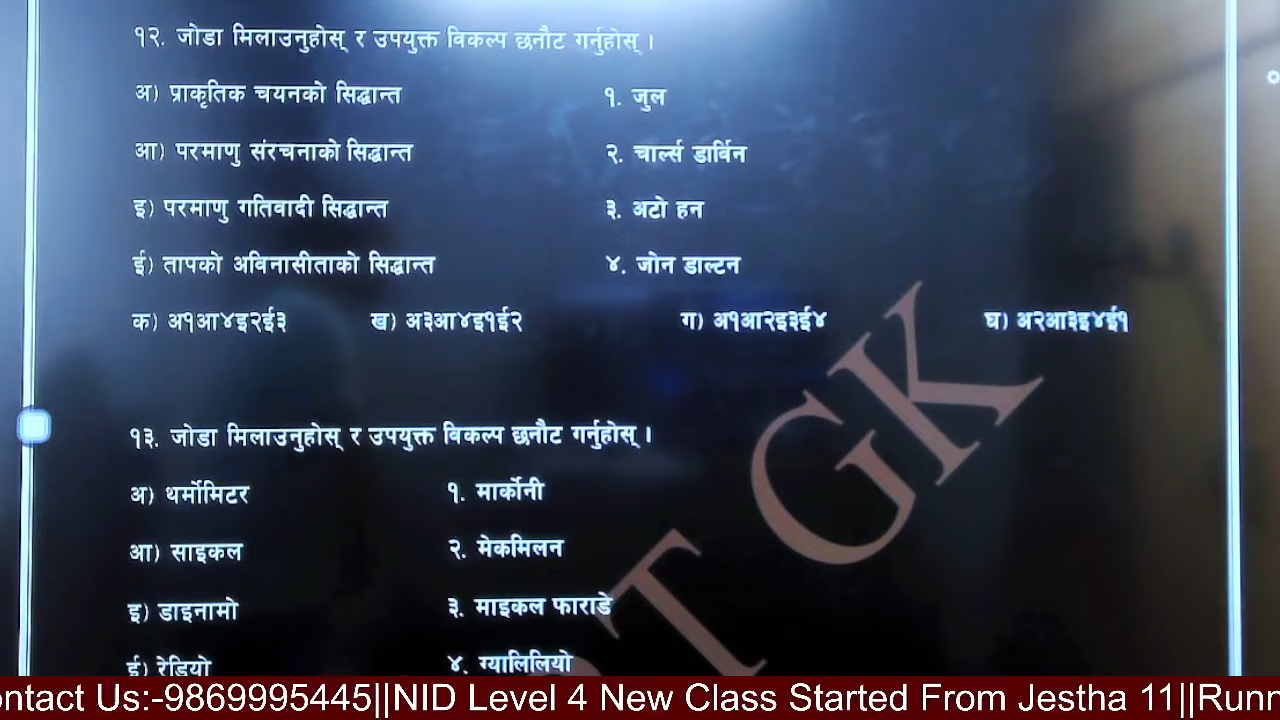 १२. जोडा मिलाउनुहोस् र उपयुक्त विकल्प छनौट गर्नुहोस् ।
अ) प्राकृतिक चयनको सिद्धान्त १. जुल
आ) परमाणु संरचनाको सिद्धान्त २. चार्ल्स डार्विन
इ) परमाणु गतिवादी सिद्धान्त ३. अटो हन
ई) तापको अविनासीताको सिद्धान्त ४. जोन डाल्टन
क) अ१आ४इ२ई३ ख) अ३आ४इ१ई२ ग) अ१आ२इ३ई४ घ) अ२आ३इ४ई१
१३. जोडा मिलाउनुहोस् र उपयुक्त विकल्प छनौट गर्नुहोस् ।
अ) थर्मोमिटर १. मार्कोनी
आ) साइकल २. मेकमिलन
इ) डाइनामो ३. माइकल फाराडे
ई) रेडियो ४. ग्यालिलियो
T GK
ontact Us:-9869995445||NID Level 4 New Class Started From Jestha 11||Runn